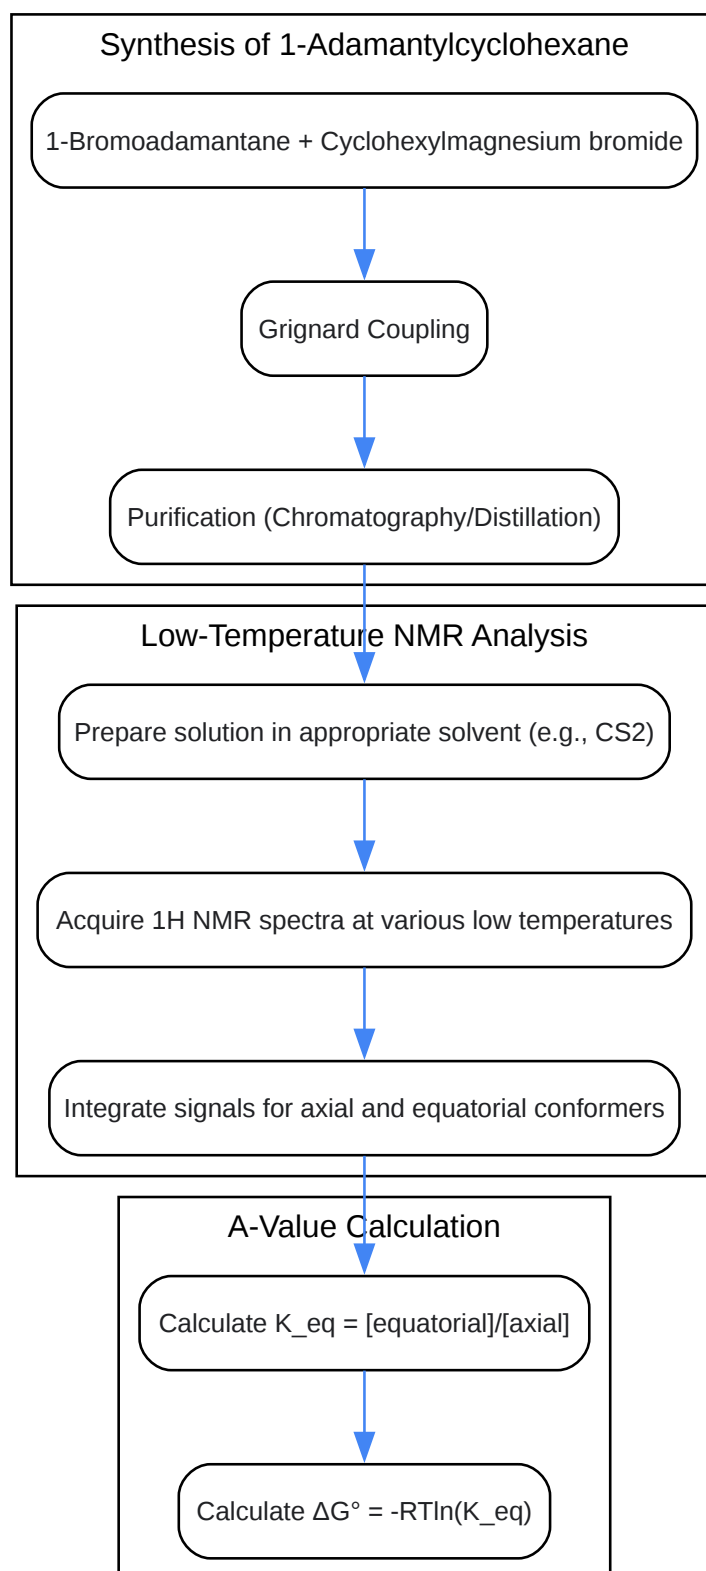 Synthesis of 1-Adamantylcyclohexane
1-Bromoadamantane + Cyclohexylmagnesium bromide
Grignard Coupling
Purification (Chromatography/Distillation)
Low-Temperature NMR Analysis
Prepare solution in appropriate solvent (e.g., CS2)
Acquire 1H NMR spectra at various low temperatures
Integrate signals for axial and equatorial conformers
A-Value Calculation
Calculate K_eq = [equatorial]/[axial]
Calculate ΔG° = -RTln(K_eq)